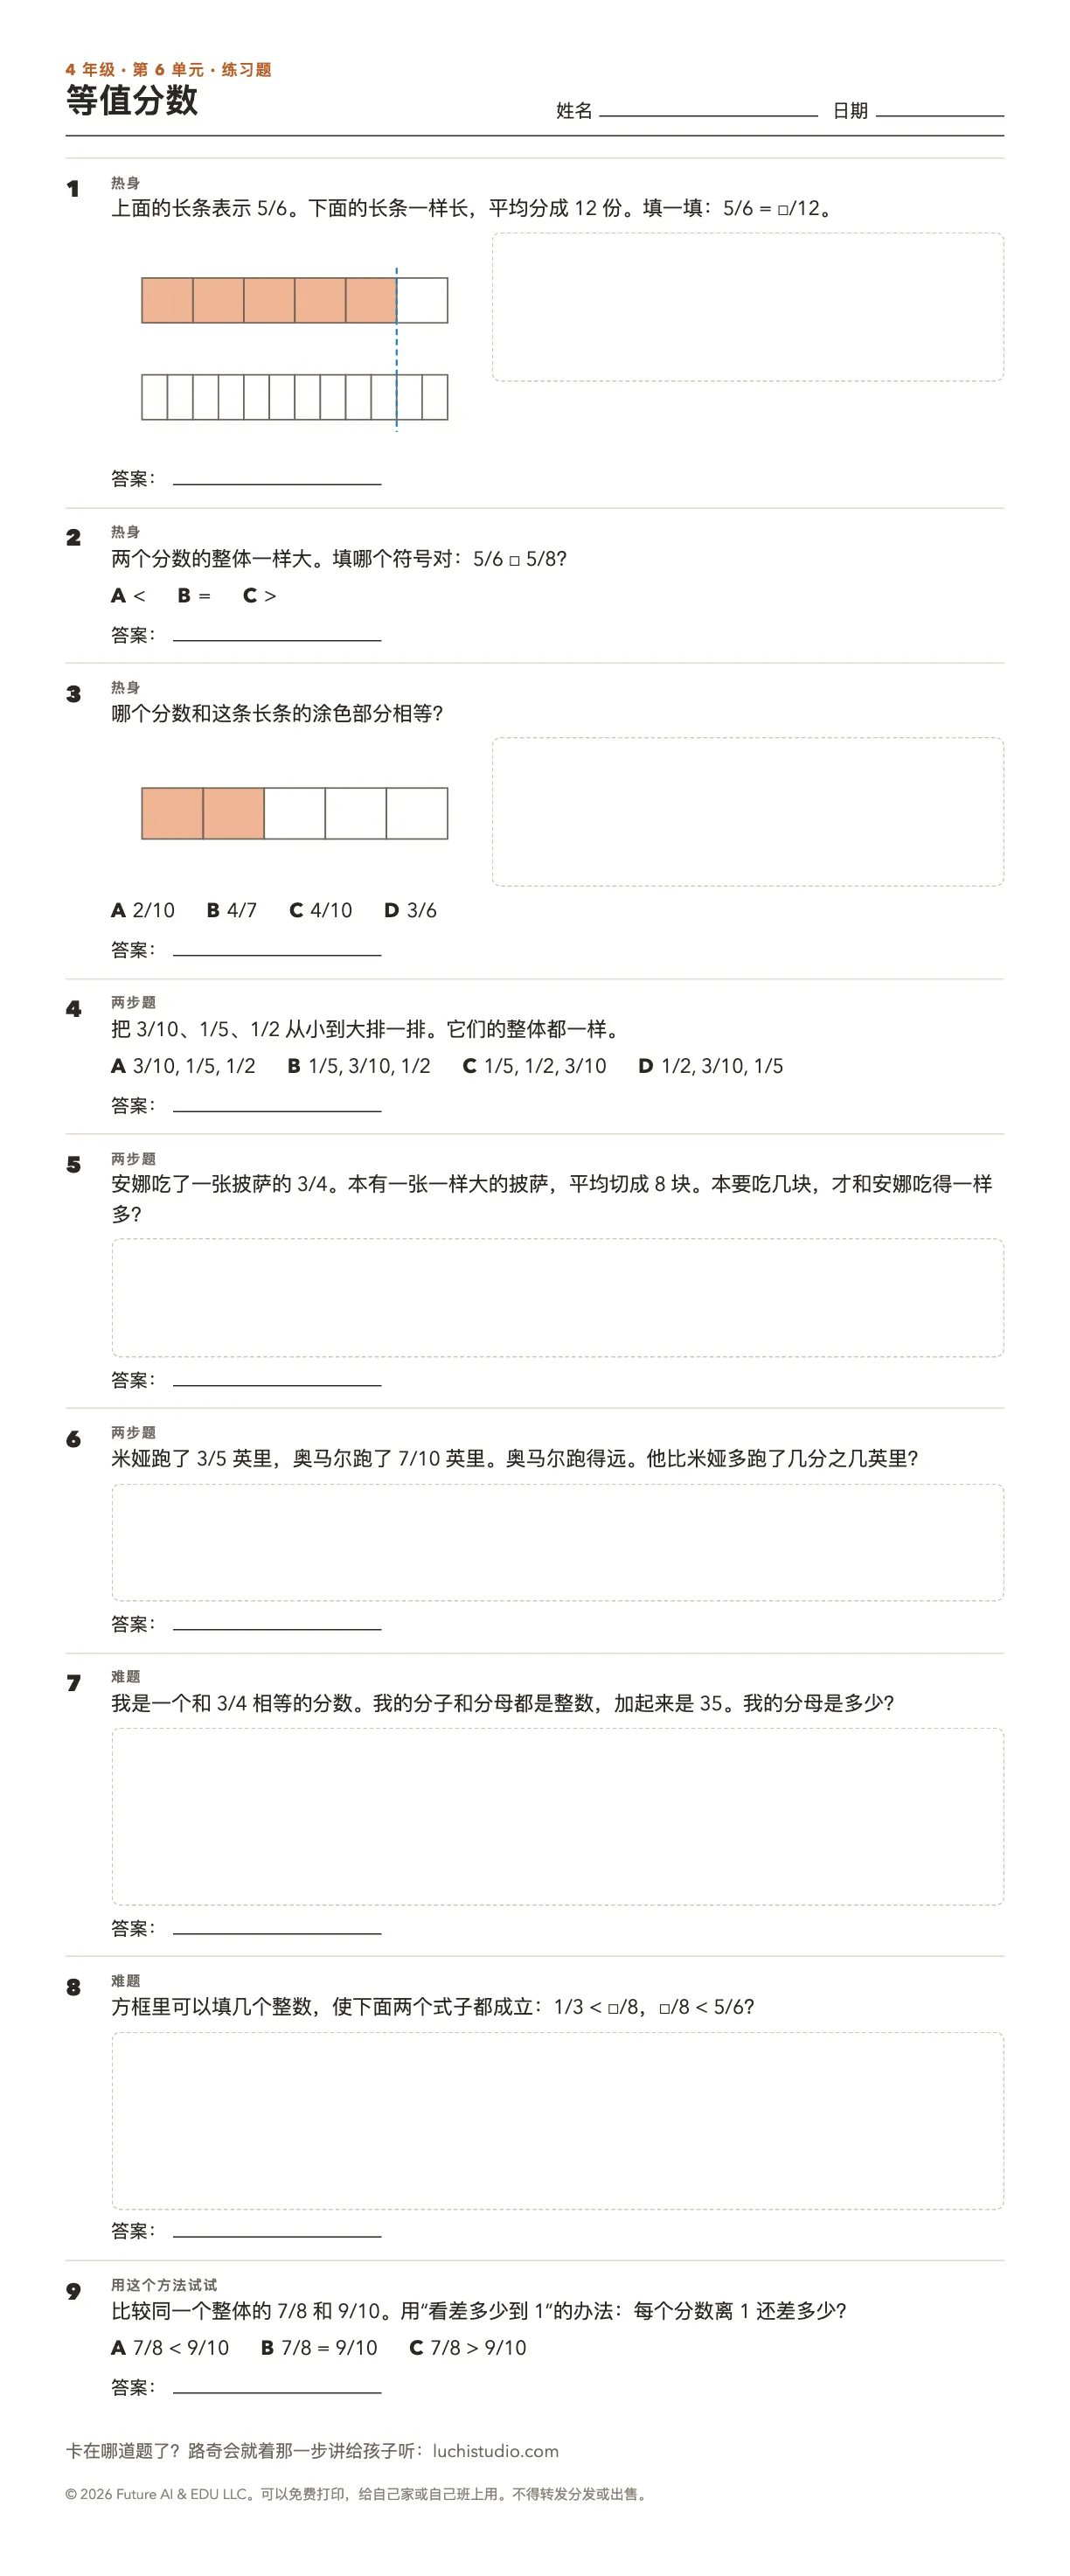 4 年级 · 第 6 单元 · 练习题
等值分数
姓名 日期
1
热身
上面的长条表示 5/6。下面的长条一样长，平均分成 12 份。填一填：5/6 = □/12。
答案：
2
热身
两个分数的整体一样大。填哪个符号对：5/6 □ 5/8？
A < B = C >
答案：
3
热身
哪个分数和这条长条的涂色部分相等？
A 2/10 B 4/7 C 4/10 D 3/6
答案：
4
两步题
把 3/10、1/5、1/2 从小到大排一排。它们的整体都一样。
A 3/10, 1/5, 1/2 B 1/5, 3/10, 1/2 C 1/5, 1/2, 3/10 D 1/2, 3/10, 1/5
答案：
5
两步题
安娜吃了一张披萨的 3/4。本有一张一样大的披萨，平均切成 8 块。本要吃几块，才和安娜吃得一样
多？
答案：
6
两步题
米娅跑了 3/5 英里，奥马尔跑了 7/10 英里。奥马尔跑得远。他比米娅多跑了几分之几英里？
答案：
7
难题
我是一个和 3/4 相等的分数。我的分子和分母都是整数，加起来是 35。我的分母是多少？
答案：
8
难题
方框里可以填几个整数，使下面两个式子都成立：1/3 < □/8，□/8 < 5/6？
答案：
9
用这个方法试试
比较同一个整体的 7/8 和 9/10。用“看差多少到 1”的办法：每个分数离 1 还差多少？
A 7/8 < 9/10 B 7/8 = 9/10 C 7/8 > 9/10
答案：
卡在哪道题了？路奇会就着那一步讲给孩子听：luchistudio.com
© 2026 Future AI & EDU LLC。可以免费打印，给自己家或自己班上用。不得转发分发或出售。